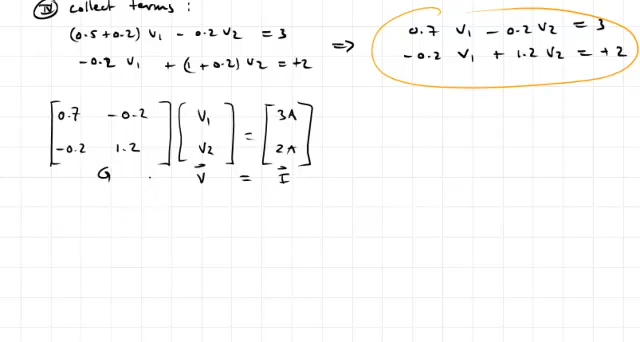 IV collect terms :
(0.5+0.2) V1 - 0.2 V2 = 3
-0.2 V1 + (1+0.2) V2 = +2
=>
0.7 V1 - 0.2 V2 = 3
-0.2 V1 + 1.2 V2 = +2
[0.7 -0.2] [V1] = [3A]
[-0.2 1.2] [V2] [2A]
G . V⃗ = I⃗